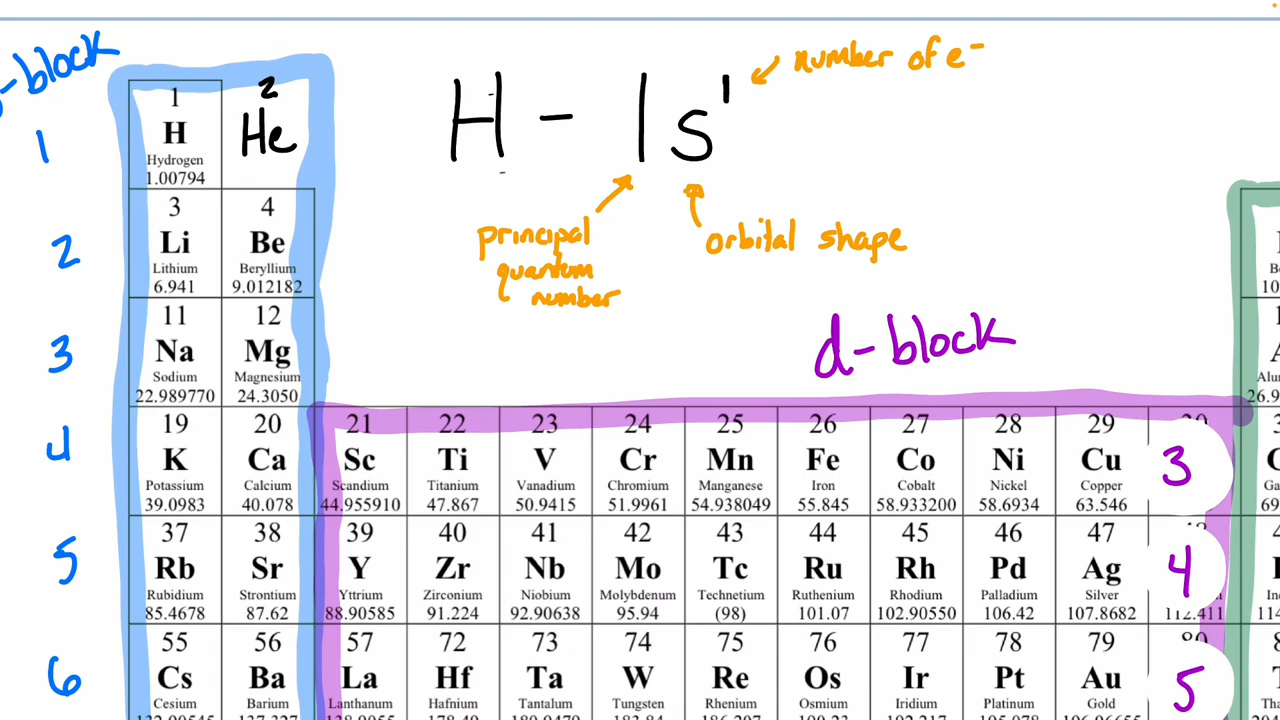 -block
number of e-
1 H Hydrogen 1.00794
2 He
H - 1s¹
1
principal quantum number
orbital shape
2
3 Li Lithium 6.941
4 Be Beryllium 9.012182
3
11 Na Sodium 22.989770
12 Mg Magnesium 24.3050
d-block
4
19 K Potassium 39.0983
20 Ca Calcium 40.078
21 Sc Scandium 44.955910
22 Ti Titanium 47.867
23 V Vanadium 50.9415
24 Cr Chromium 51.9961
25 Mn Manganese 54.938049
26 Fe Iron 55.845
27 Co Cobalt 58.933200
28 Ni Nickel 58.6934
29 Cu Copper 63.546
3
5
37 Rb Rubidium 85.4678
38 Sr Strontium 87.62
39 Y Yttrium 88.90585
40 Zr Zirconium 91.224
41 Nb Niobium 92.90638
42 Mo Molybdenum 95.94
43 Tc Technetium (98)
44 Ru Ruthenium 101.07
45 Rh Rhodium 102.90550
46 Pd Palladium 106.42
47 Ag Silver 107.8682
4
112.411
6
55 Cs Cesium
56 Ba Barium
57 La Lanthanum
72 Hf Hafnium
73 Ta Tantalum
74 W Tungsten
75 Re Rhenium
76 Os Osmium
77 Ir Iridium
78 Pt Platinum
79 Au Gold
5